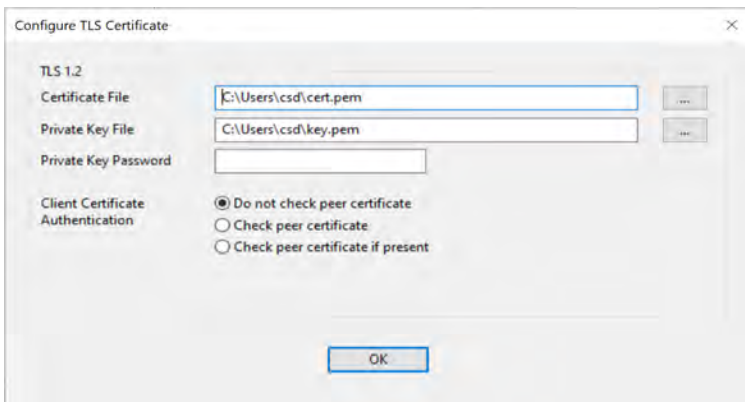 Configure TLS Certificate
TLS 1.2
Certificate File C:\Users\csd\cert.pem ...
Private Key File C:\Users\csd\key.pem ...
Private Key Password
Client Certificate Authentication
Do not check peer certificate
Check peer certificate
Check peer certificate if present
OK